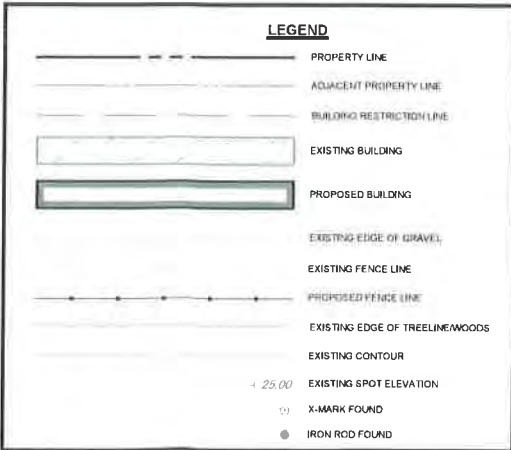 LEGEND
PROPERTY LINE
ADJACENT PROPERTY LINE
BUILDING RESTRICTION LINE
EXISTING BUILDING
PROPOSED BUILDING
EXISTING EDGE OF GRAVEL
EXISTING FENCE LINE
PROPOSED FENCE LINE
EXISTING EDGE OF TREELINE/WOODS
EXISTING CONTOUR
+ 25.00 EXISTING SPOT ELEVATION
X-MARK FOUND
IRON ROD FOUND